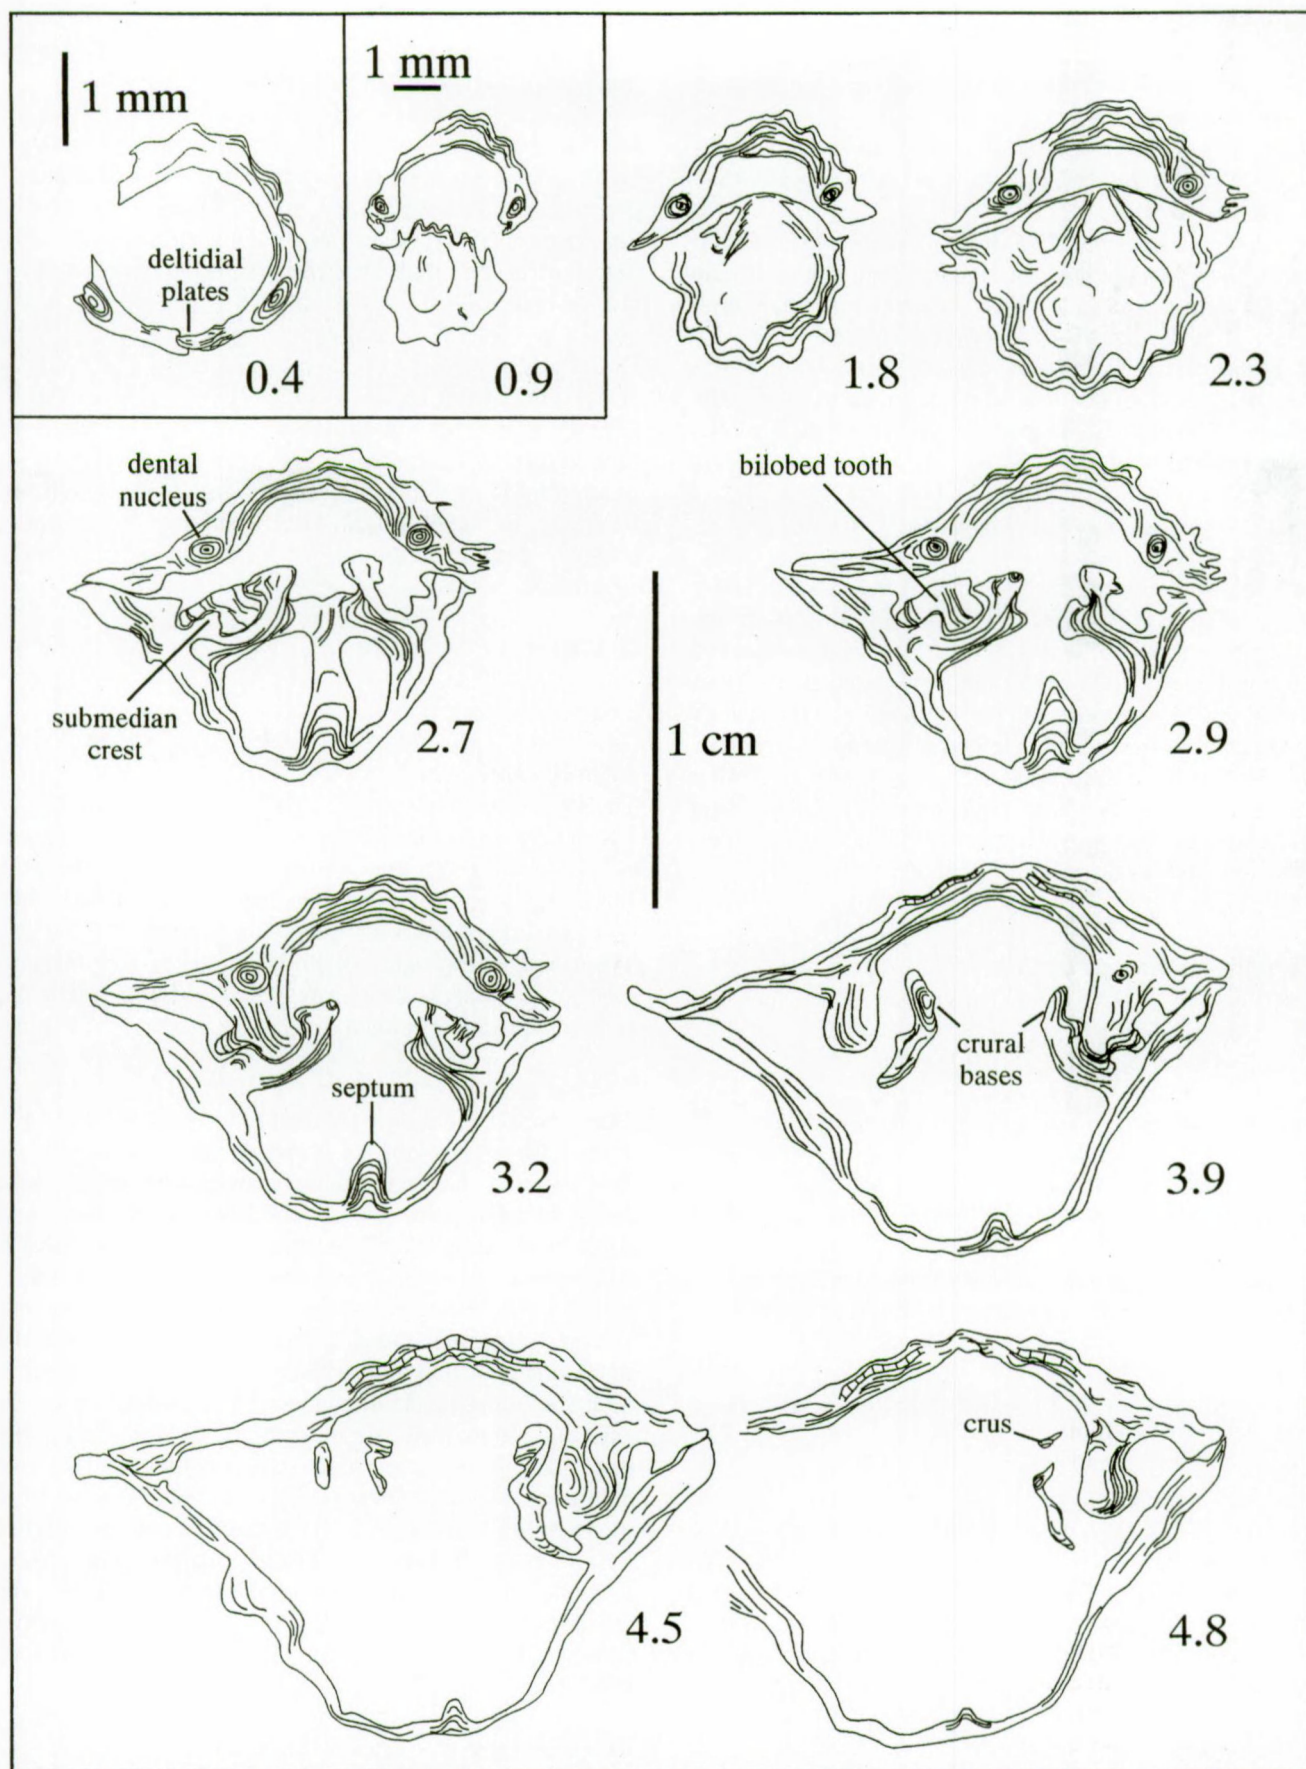 1 mm
1 mm
deltidial
plates
0.4
0.9
1.8
2.3
dental
nucleus
bilobed tooth
submedian
crest
2.7
1 cm
2.9
septum
3.2
crural
bases
3.9
crus
4.5
4.8